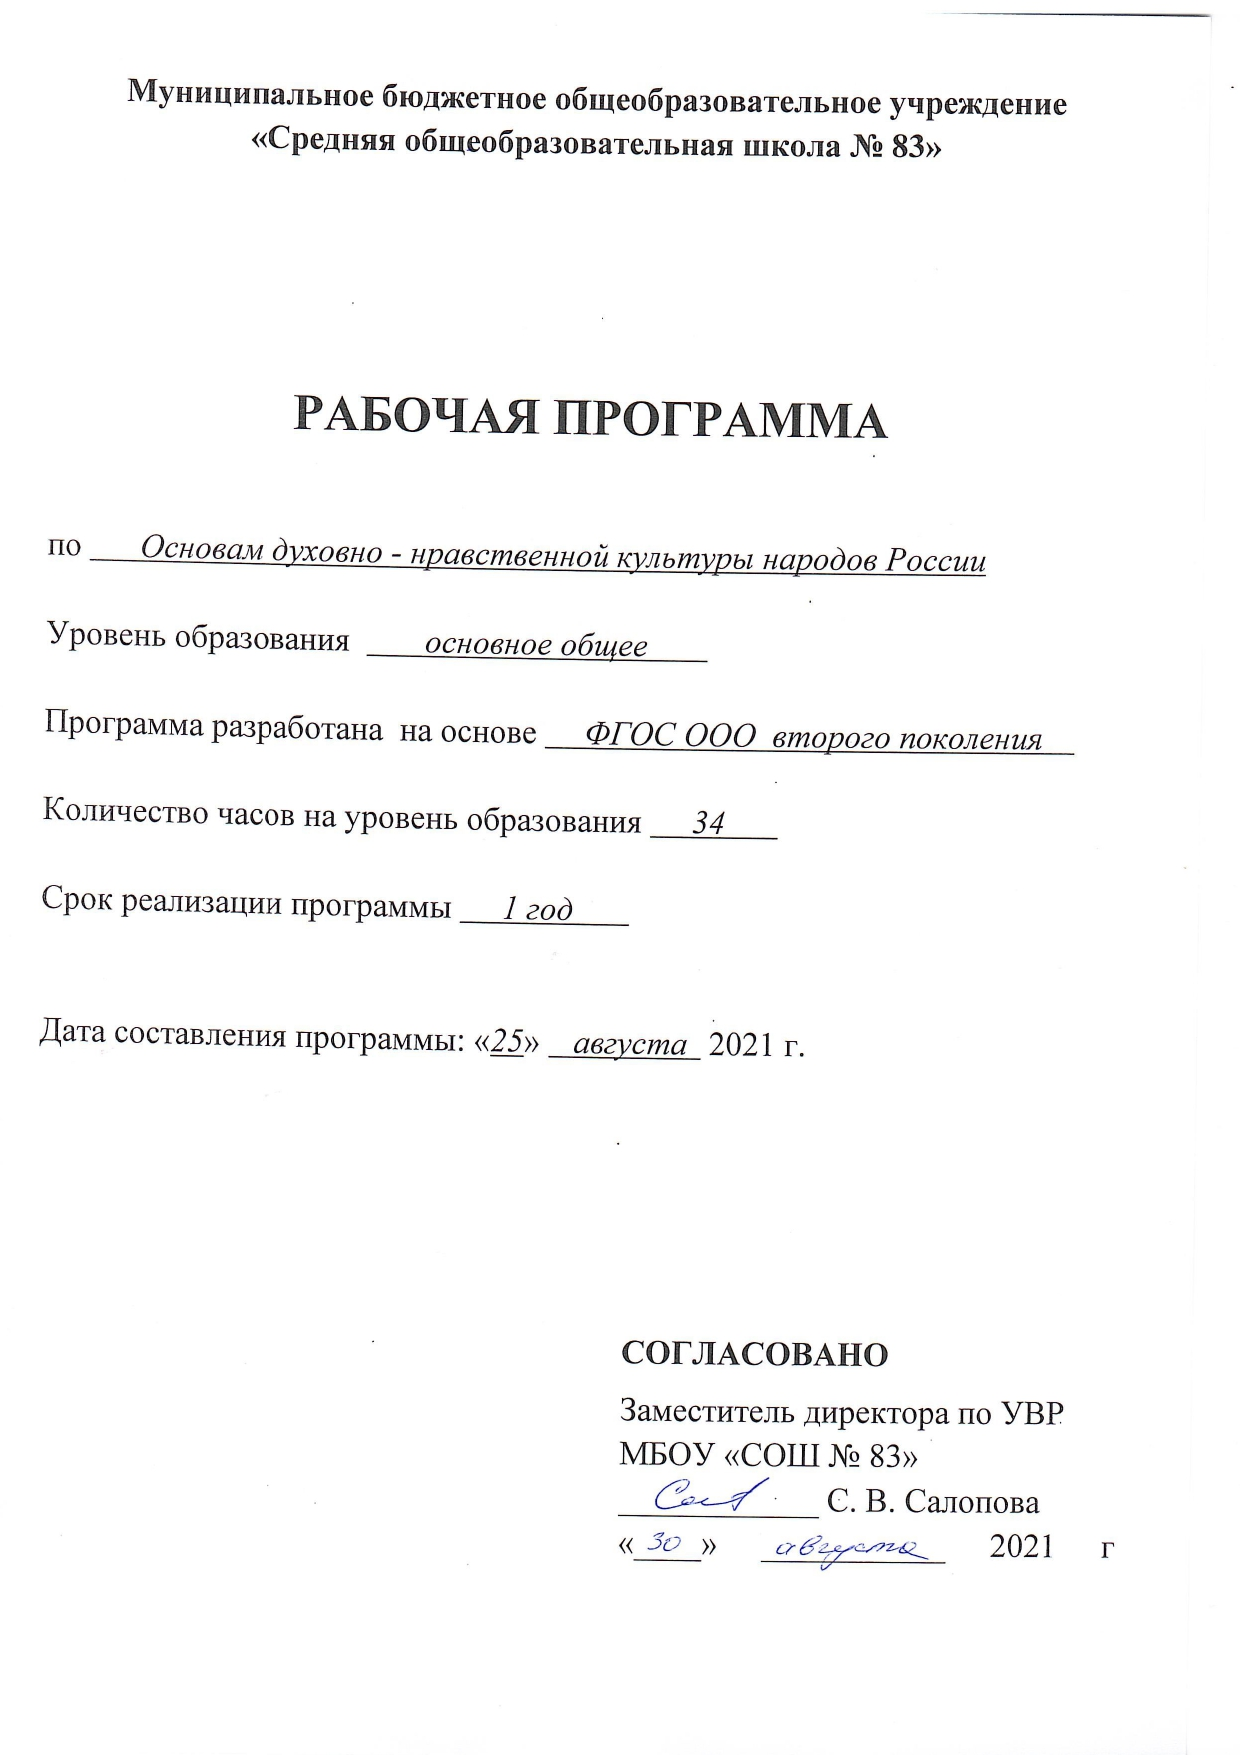 Муниципальное бюджетное общеобразовательное учреждение
«Средняя общеобразовательная школа № 83»
РАБОЧАЯ ПРОГРАММА
по Основам духовно - нравственной культуры народов России
Уровень образования основное общее
Программа разработана на основе ФГОС ООО второго поколения
Количество часов на уровень образования 34
Срок реализации программы 1 год
Дата составления программы: «25» августа 2021 г.
СОГЛАСОВАНО
Заместитель директора по УВР
МБОУ «СОШ № 83»
С. В. Салопова
«30» августа 2021 г